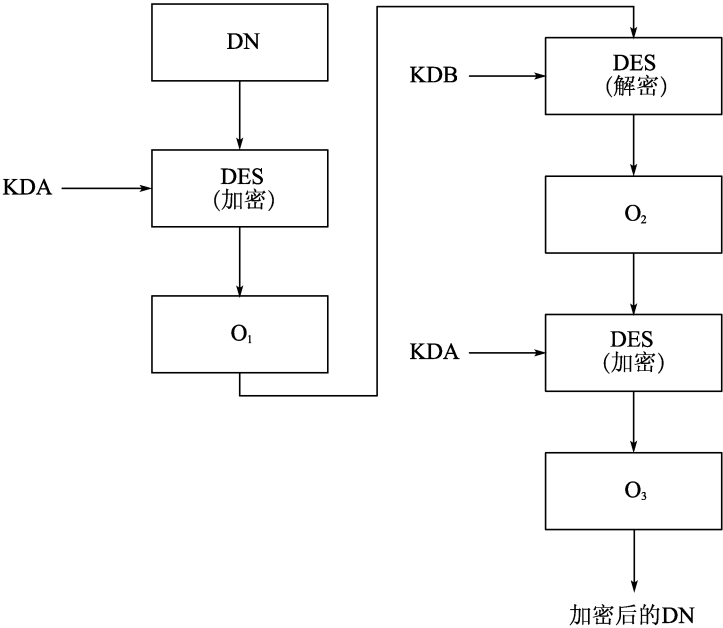 DN
KDA
DES
(加密)
O₁
KDB
DES
(解密)
O₂
KDA
DES
(加密)
O₃
加密后的DN